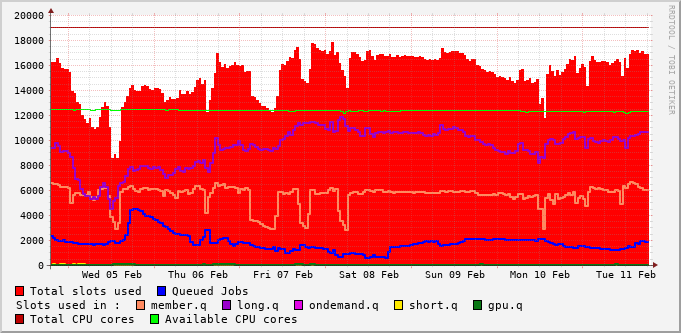 20000
18000
16000
14000
12000
10000
8000
6000
4000
2000
0
Wed 05 Feb Thu 06 Feb Fri 07 Feb Sat 08 Feb Sun 09 Feb Mon 10 Feb Tue 11 Feb
RRDTOOL / TOBI OETIKER
Total slots used Queued Jobs
Slots used in : member.q long.q ondemand.q short.q gpu.q
Total CPU cores Available CPU cores